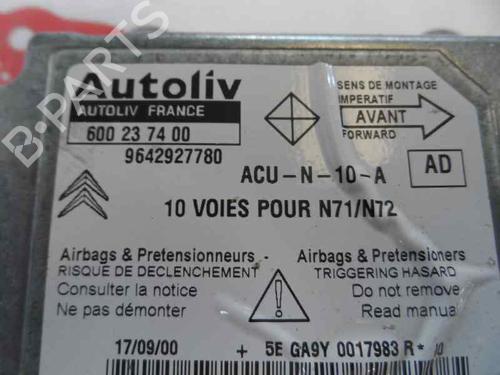 Autoliv
AUTOLIV FRANCE
600 23 74 00
9642927780
SENS DE MONTAGE
IMPERATIF
AVANT
FORWARD
ACU-N-10-A
AD
10 VOIES POUR N71/N72
Airbags & Pretensionneurs -
RISQUE DE DECLENCHEMENT
Consulter la notice
Ne pas démonter
Airbags & Pretensioners
TRIGGERING HASARD
Do not remove
Read manual
17/09/00 + 5E GA9Y 0017983 R*
B-PARTS